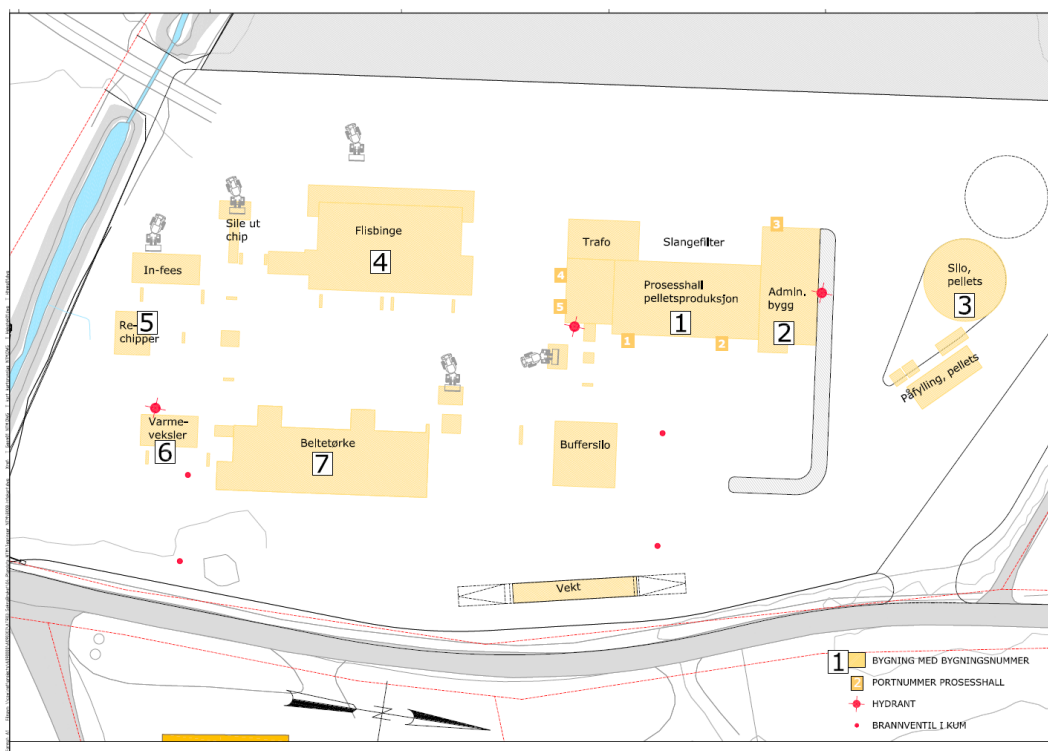 Sile ut
chip
Flisbinge
4
In-fees
5
Re-
chipper
Varme-
veksler
6
Beltetørke
7
Trafo
Slangefilter
3
4
5
Prosesshall
pelletsproduksjon
1
1
2
Admin.
bygg
2
Silo,
pellets
3
Påfylling, pellets
Buffersilo
Vekt
N
1 BYGNING MED BYGNINGSNUMMER
2 PORTNUMMER PROSESSHALL
HYDRANT
BRANNVENTIL I KUM